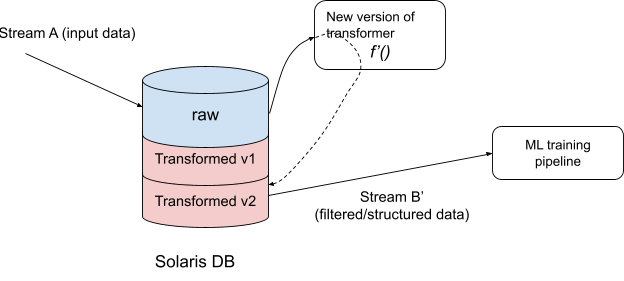 Stream A (input data)
New version of
transformer
f'()
raw
Transformed v1
Transformed v2
ML training
pipeline
Stream B’
(filtered/structured data)
Solaris DB